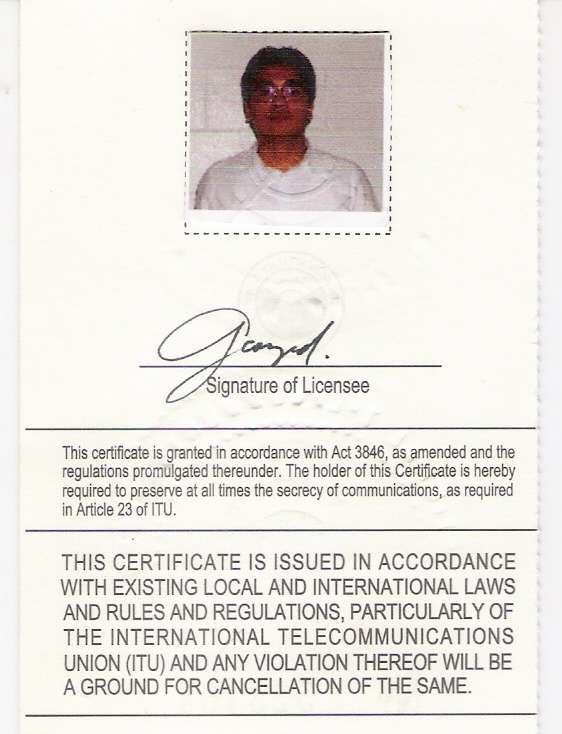 Signature of Licensee
This certificate is granted in accordance with Act 3846, as amended and the
regulations promulgated thereunder. The holder of this Certificate is hereby
required to preserve at all times the secrecy of communications, as required
in Article 23 of ITU.
THIS CERTIFICATE IS ISSUED IN ACCORDANCE
WITH EXISTING LOCAL AND INTERNATIONAL LAWS
AND RULES AND REGULATIONS, PARTICULARLY OF
THE INTERNATIONAL TELECOMMUNICATIONS
UNION (ITU) AND ANY VIOLATION THEREOF WILL BE
A GROUND FOR CANCELLATION OF THE SAME.